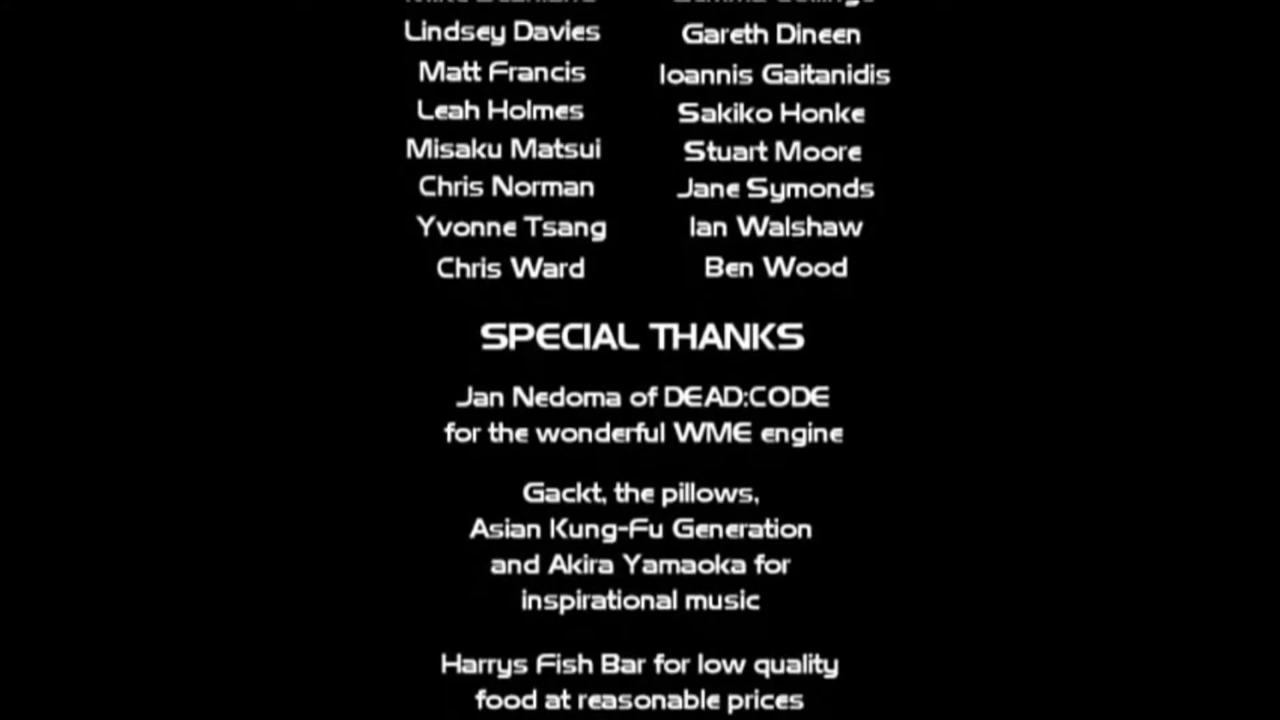 Lindsey Davies Gareth Dineen
Matt Francis Ioannis Gaitanidis
Leah Holmes Sakiko Honke
Misaku Matsui Stuart Moore
Chris Norman Jane Symonds
Yvonne Tsang Ian Walshaw
Chris Ward Ben Wood
SPECIAL THANKS
Jan Nedoma of DEAD:CODE
for the wonderful WME engine
Gackt, the pillows,
Asian Kung-Fu Generation
and Akira Yamaoka for
inspirational music
Harrys Fish Bar for low quality
food at reasonable prices